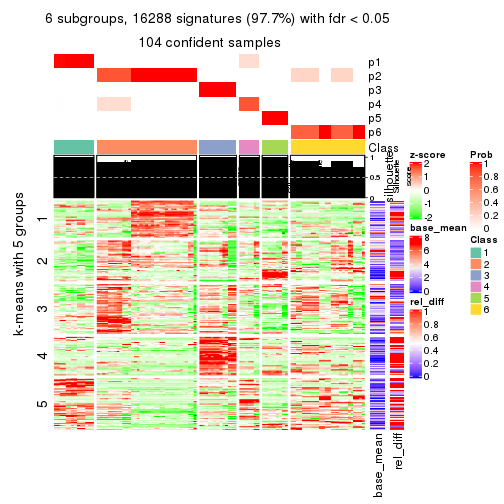 6 subgroups, 16288 signatures (97.7%) with fdr < 0.05
104 confident samples
p1
p2
p3
p4
p5
p6
Class
1
0.5
0
silhouette
Silhouette
score
k-means with 5 groups
1
2
3
4
5
base_mean
rel_diff
z-score
2
1
0
-1
-2
base_mean
8
6
4
2
0
rel_diff
1
0.8
0.6
0.4
0.2
0
Prob
1
0.8
0.6
0.4
0.2
0
Class
1
2
3
4
5
6